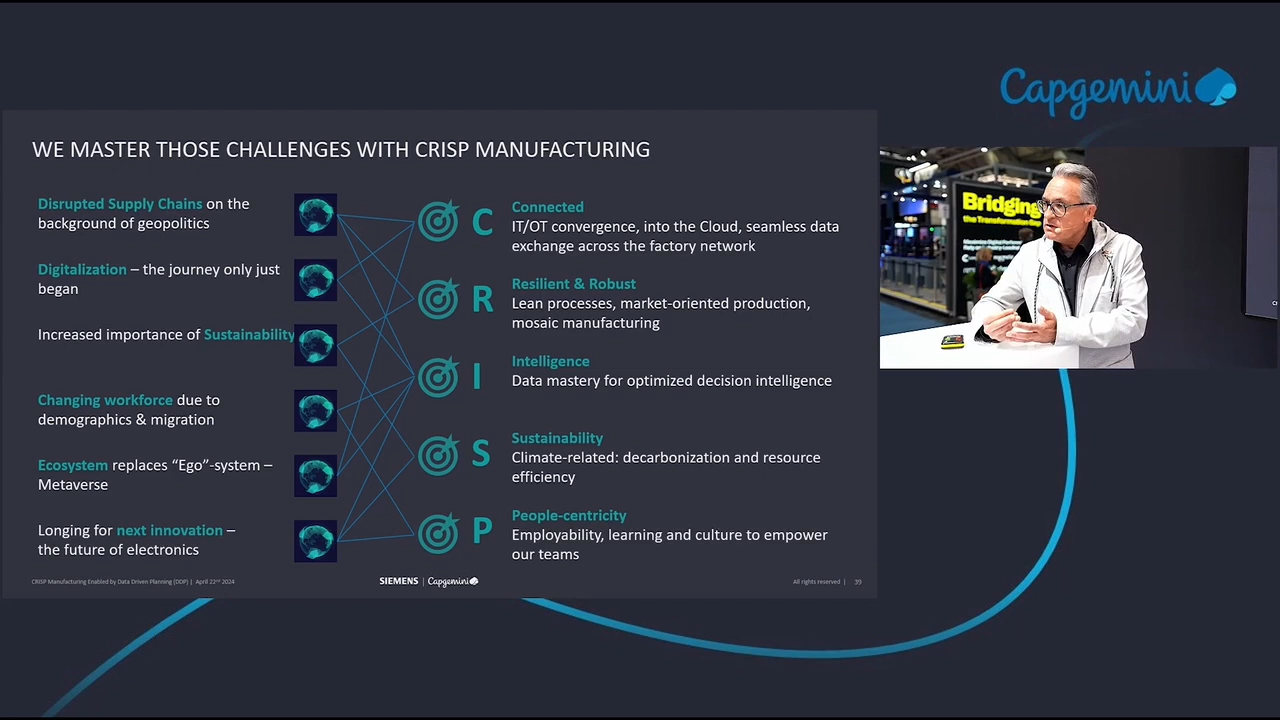 Capgemini
WE MASTER THOSE CHALLENGES WITH CRISP MANUFACTURING
Disrupted Supply Chains on the
background of geopolitics
Digitalization – the journey only just
began
Increased importance of Sustainability
Changing workforce due to
demographics & migration
Ecosystem replaces “Ego”-system –
Metaverse
Longing for next innovation –
the future of electronics
C
Connected
IT/OT convergence, into the Cloud, seamless data
exchange across the factory network
R
Resilient & Robust
Lean processes, market-oriented production,
mosaic manufacturing
I
Intelligence
Data mastery for optimized decision intelligence
S
Sustainability
Climate-related: decarbonization and resource
efficiency
P
People-centricity
Employability, learning and culture to empower
our teams
CRISP Manufacturing Enabled by Data Driven Planning (DDP) | April 22nd 2024
SIEMENS | Capgemini
All rights reserved | 39
Bridging
the Transformation